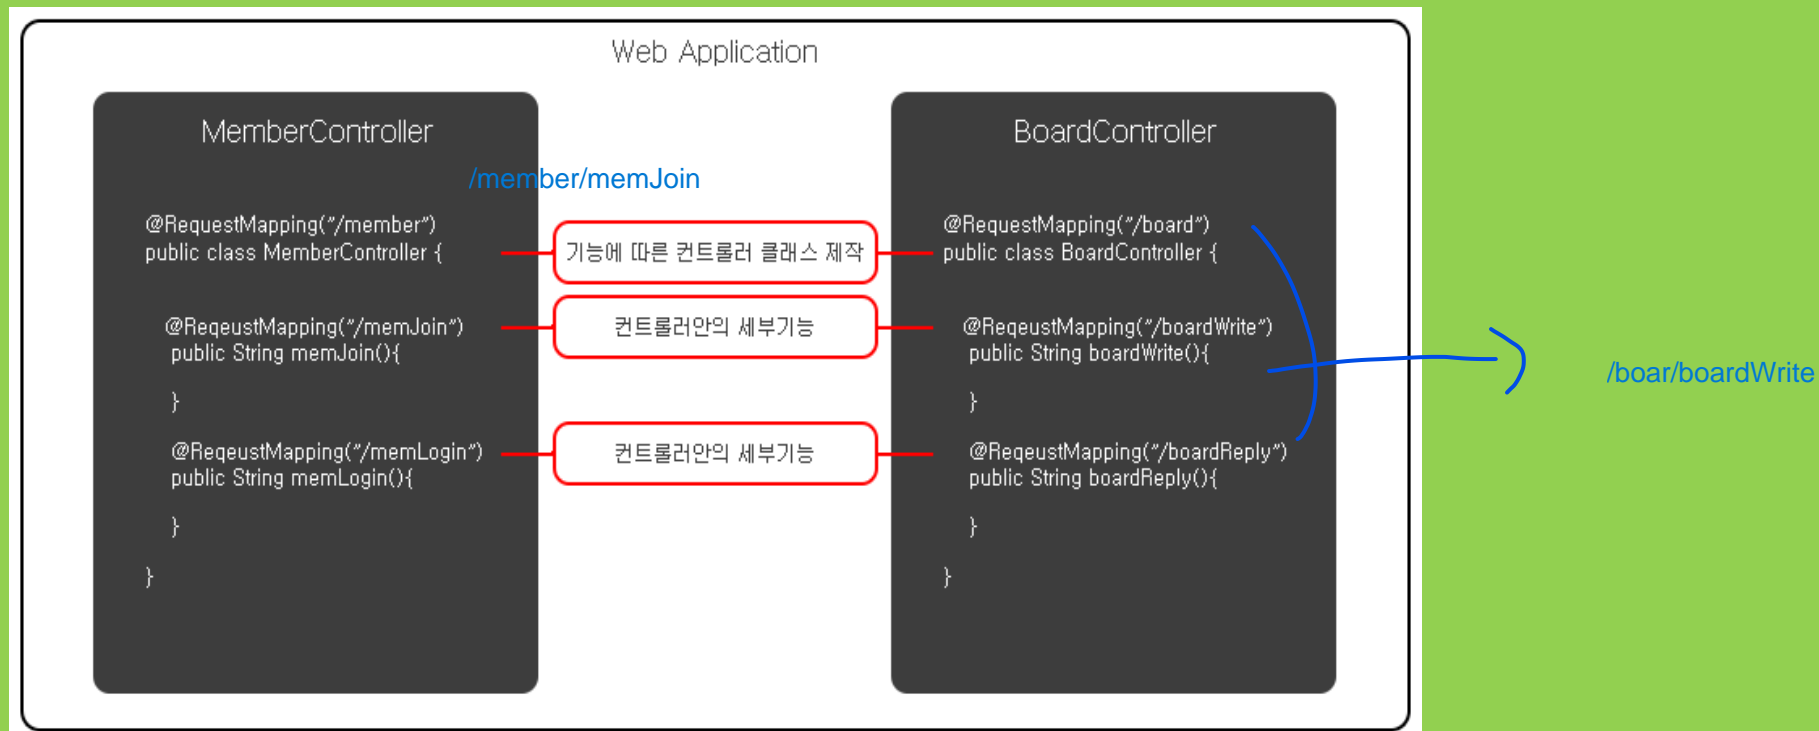 Web Application
MemberController
/member/memJoin
@RequestMapping("/member")
public class MemberController {
@ReqeustMapping("/memJoin")
public String memJoin(){
}
@ReqeustMapping("/memLogin")
public String memLogin(){
}
}
기능에 따른 컨트롤러 클래스 제작
컨트롤러안의 세부기능
컨트롤러안의 세부기능
BoardController
@RequestMapping("/board")
public class BoardController {
@ReqeustMapping("/boardWrite")
public String boardWrite(){
}
@ReqeustMapping("/boardReply")
public String boardReply(){
}
}
/boar/boardWrite